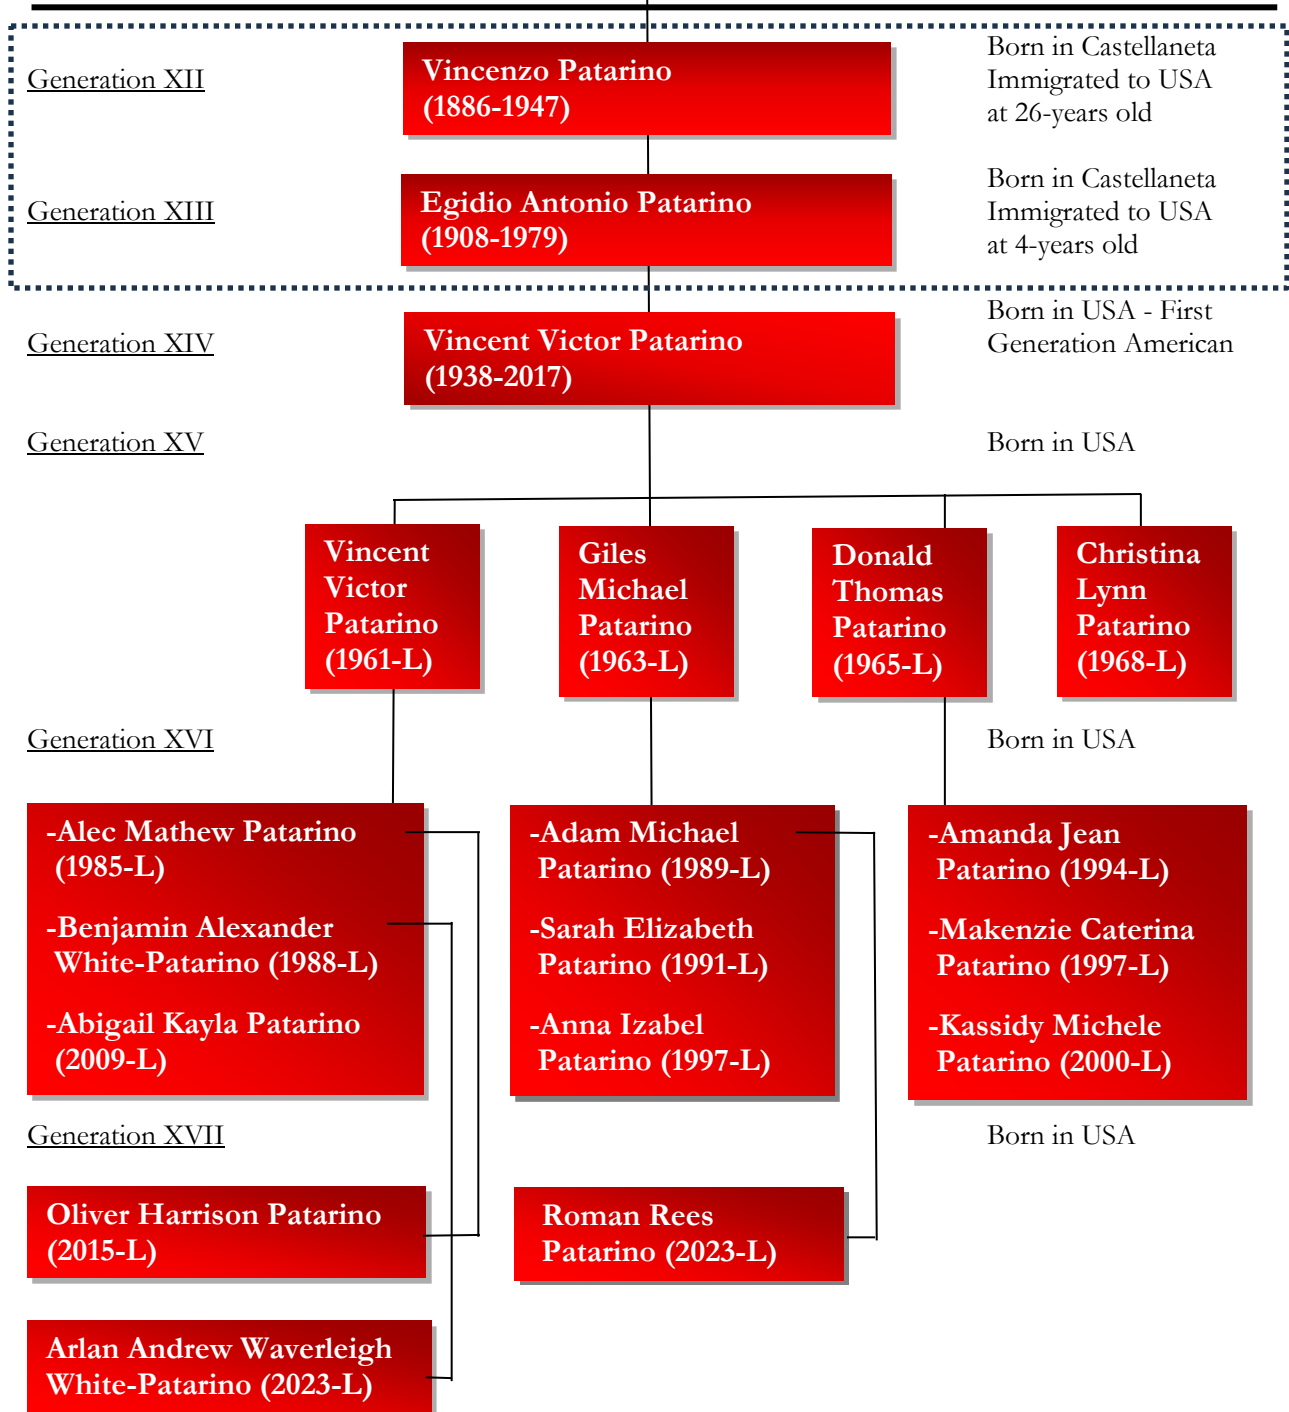 Generation XII
Vincenzo Patarino
(1886-1947)
Born in Castellaneta
Immigrated to USA
at 26-years old
Generation XIII
Egidio Antonio Patarino
(1908-1979)
Born in Castellaneta
Immigrated to USA
at 4-years old
Generation XIV
Vincent Victor Patarino
(1938-2017)
Born in USA - First
Generation American
Generation XV
Born in USA
Vincent
Victor
Patarino
(1961-L)
Giles
Michael
Patarino
(1963-L)
Donald
Thomas
Patarino
(1965-L)
Christina
Lynn
Patarino
(1968-L)
Generation XVI
Born in USA
-Alec Mathew Patarino
(1985-L)
-Benjamin Alexander
White-Patarino (1988-L)
-Abigail Kayla Patarino
(2009-L)
-Adam Michael
Patarino (1989-L)
-Sarah Elizabeth
Patarino (1991-L)
-Anna Izabel
Patarino (1997-L)
-Amanda Jean
Patarino (1994-L)
-Makenzie Caterina
Patarino (1997-L)
-Kassidy Michele
Patarino (2000-L)
Generation XVII
Born in USA
Oliver Harrison Patarino
(2015-L)
Roman Rees
Patarino (2023-L)
Arlan Andrew Waverleigh
White-Patarino (2023-L)